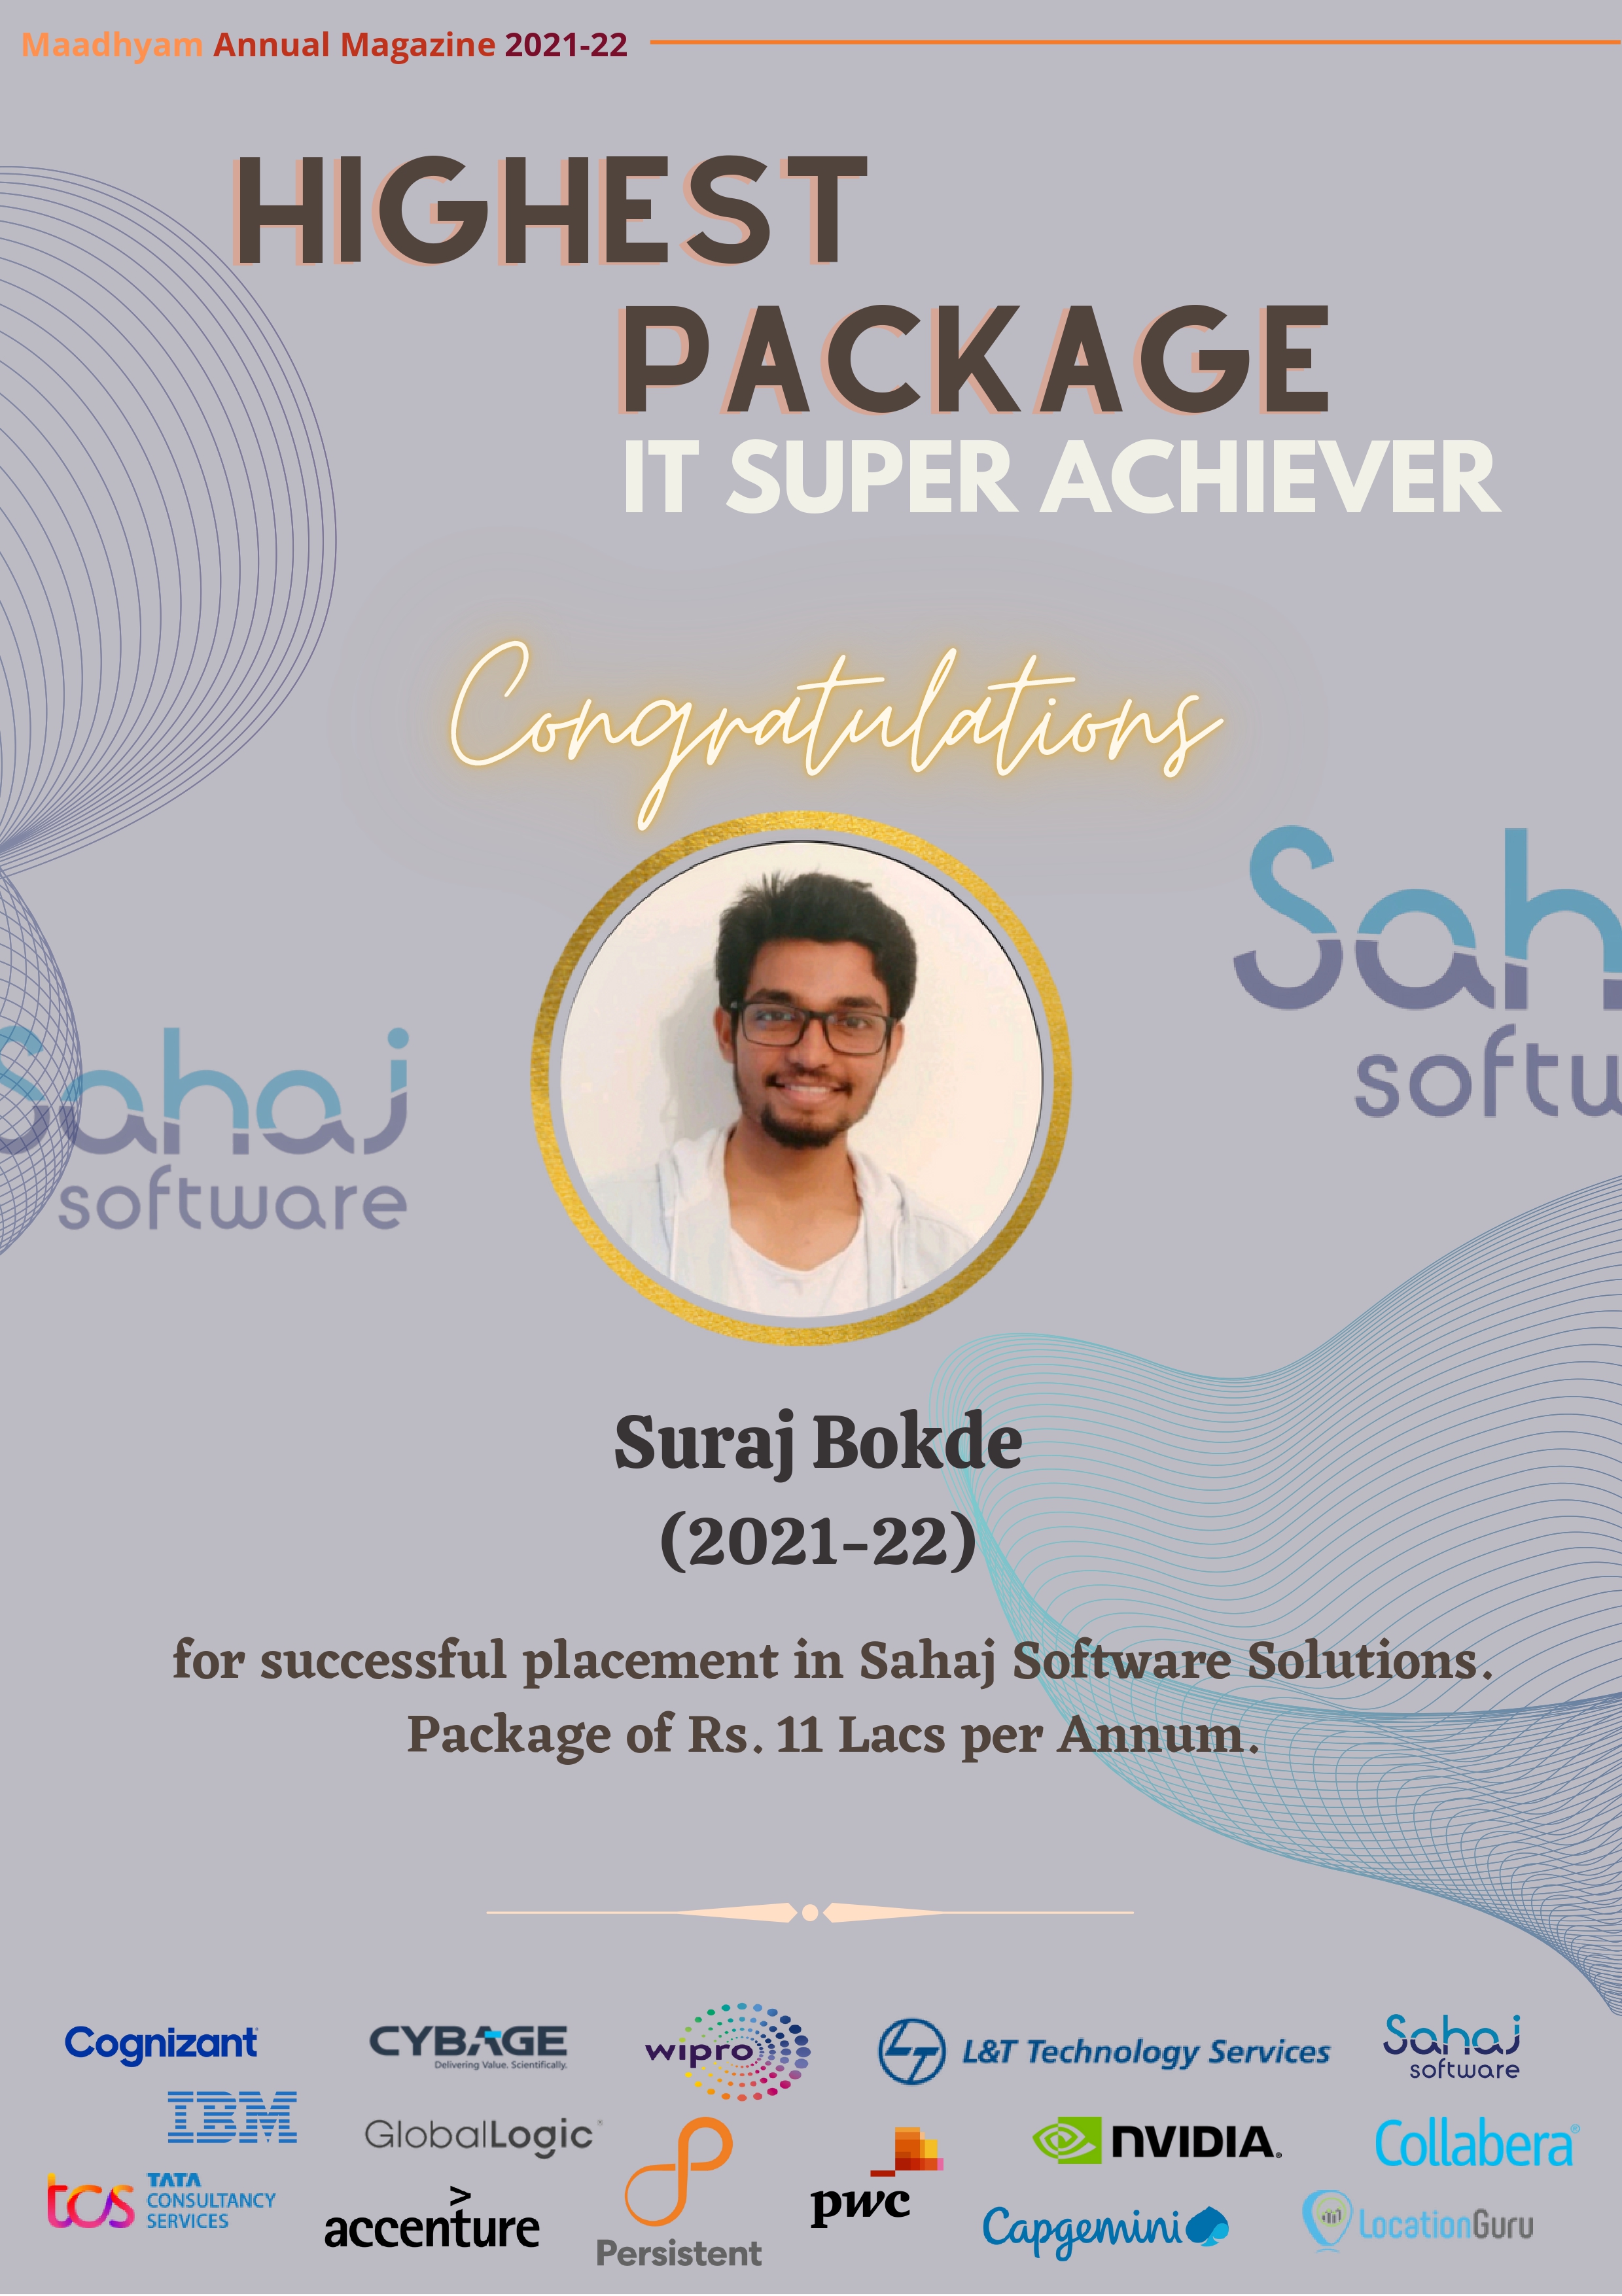 Maadhyam Annual Magazine 2021-22
HIGHEST
PACKAGE
IT SUPER ACHIEVER
Congratulations
Sah
softw
Sahaj
software
Suraj Bokde
(2021-22)
for successful placement in Sahaj Software Solutions.
Package of Rs. 11 Lacs per Annum.
Cognizant
CYBAGE
Delivering Value. Scientifically.
wipro
L&T Technology Services
Sahaj
software
IBM
GlobalLogic
NVIDIA.
Collabera®
tcs TATA
CONSULTANCY
SERVICES
accenture
Persistent
pwc
Capgemini
LocationGuru